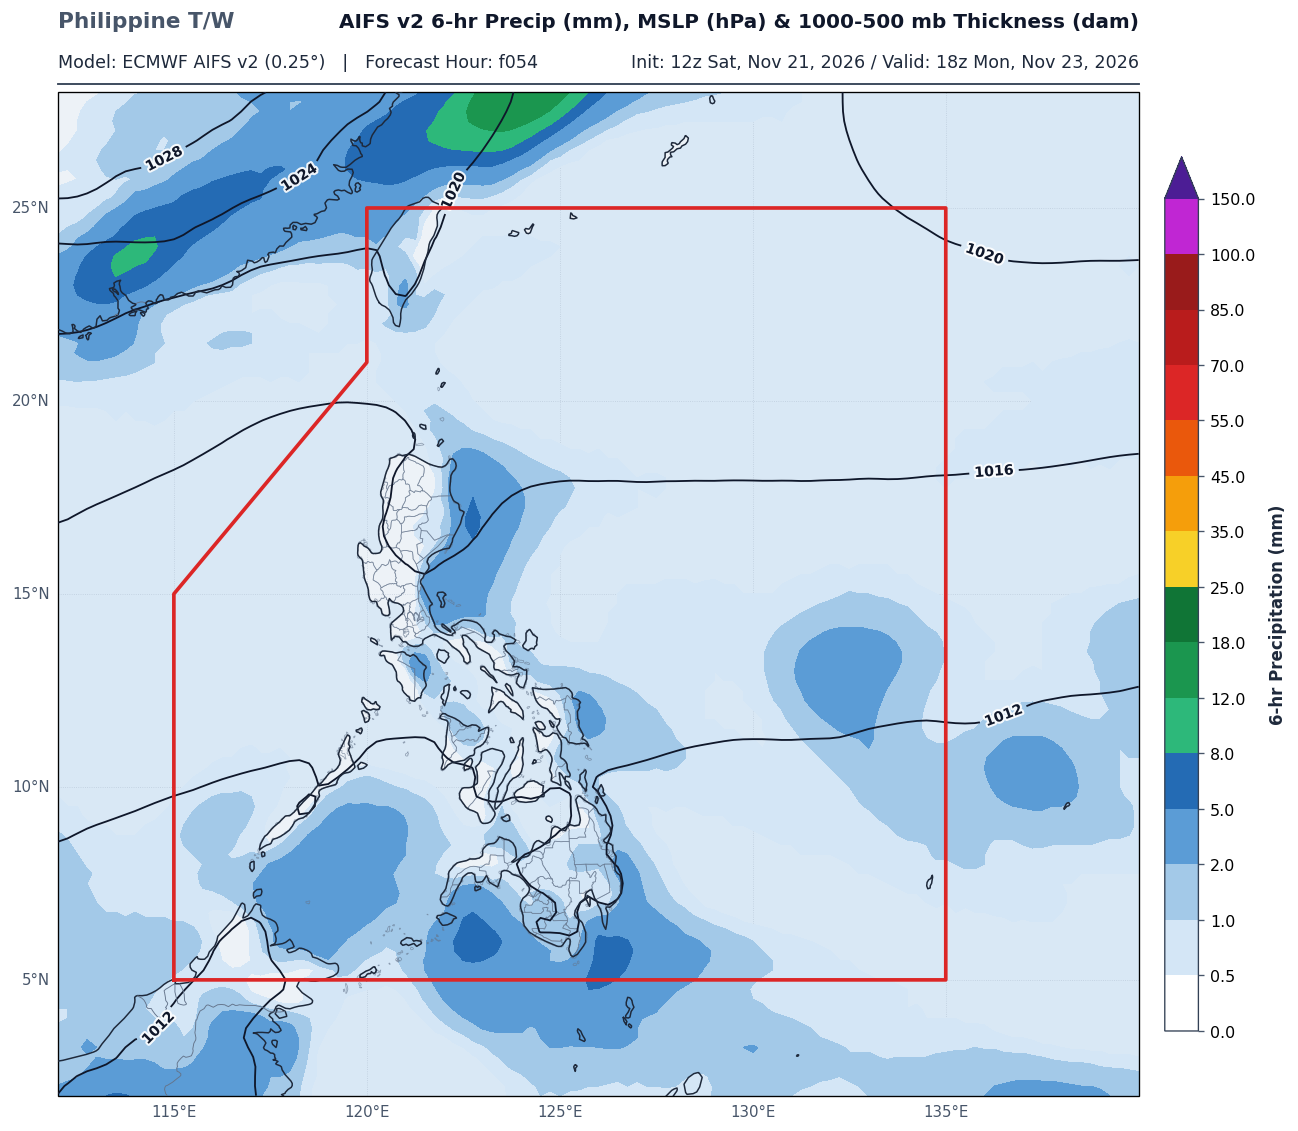 Philippine T/W
AIFS v2 6-hr Precip (mm), MSLP (hPa) & 1000-500 mb Thickness (dam)
Model: ECMWF AIFS v2 (0.25°) | Forecast Hour: f054
Init: 12z Sat, Nov 21, 2026 / Valid: 18z Mon, Nov 23, 2026
1028
1024
1020
1020
1016
1012
1012
25°N
20°N
15°N
10°N
5°N
115°E
120°E
125°E
130°E
135°E
150.0
100.0
85.0
70.0
55.0
45.0
35.0
25.0
18.0
12.0
8.0
5.0
2.0
1.0
0.5
0.0
6-hr Precipitation (mm)